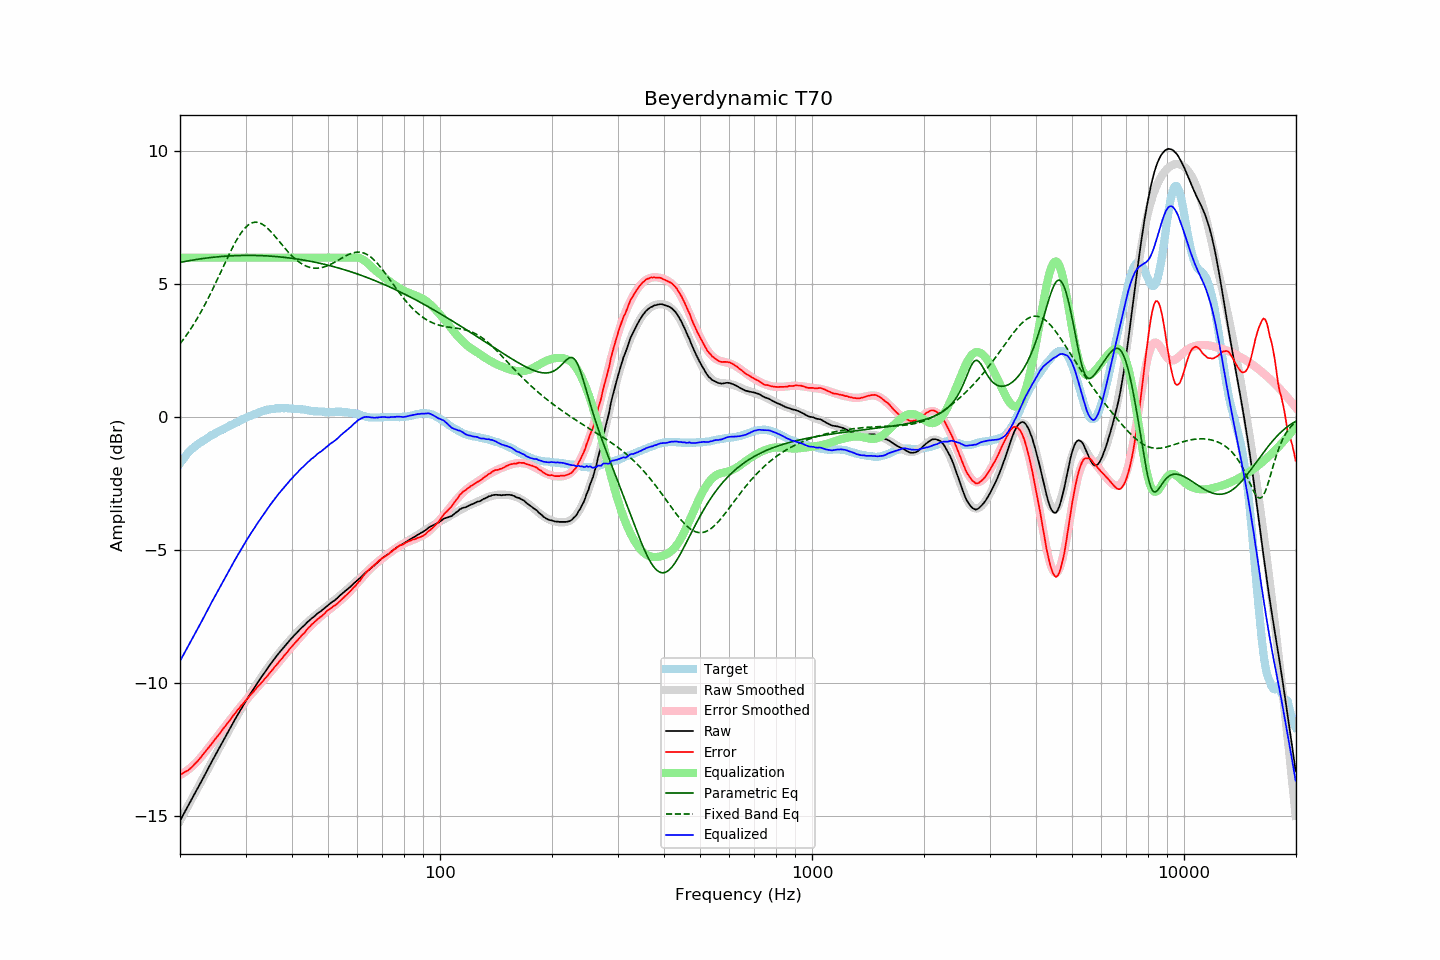 Beyerdynamic T70
Amplitude (dBr)
10
5
0
−5
−10
−15
Target
Raw Smoothed
Error Smoothed
Raw
Error
Equalization
Parametric Eq
Fixed Band Eq
Equalized
100
1000
10000
Frequency (Hz)